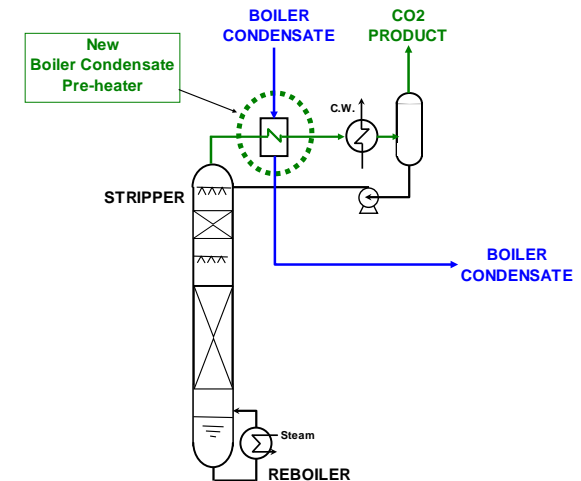 BOILER
CONDENSATE
CO2
PRODUCT
New
Boiler Condensate
Pre-heater
C.W.
STRIPPER
BOILER
CONDENSATE
Steam
REBOILER